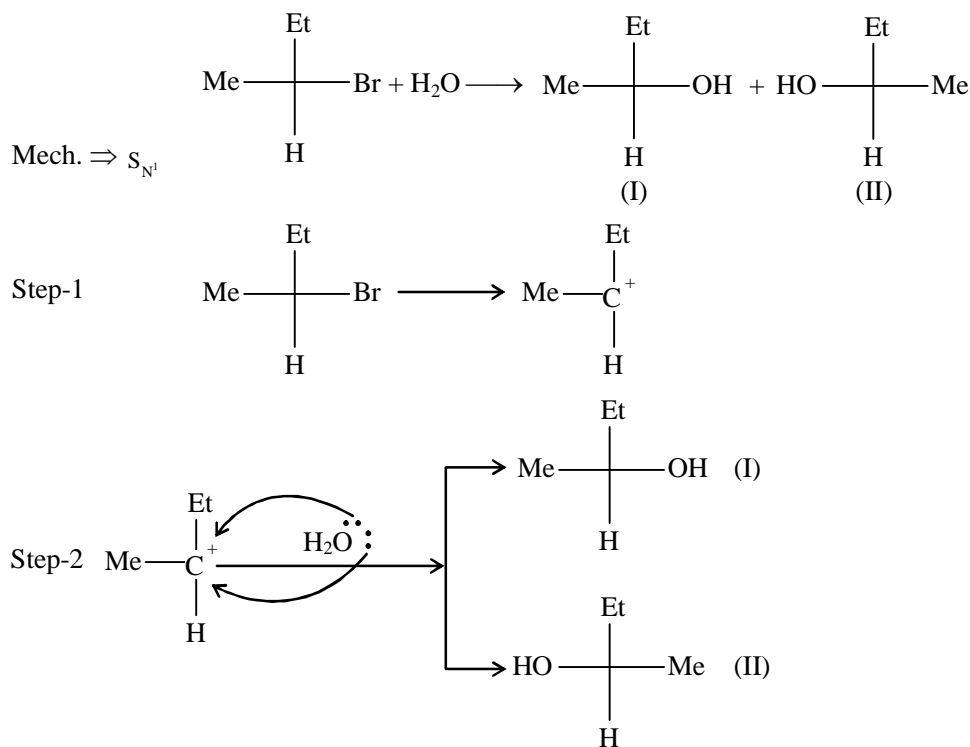 Et Et Et
Me Br + H₂O ⟶ Me OH + HO Me
H H H
Mech. ⇒ S_N¹
(I) (II)
Et Et
Step-1 Me Br Me C⁺
H H
Et
Me OH (I)
H
Et
H₂O
Step-2 Me C⁺
H
Et
HO Me (II)
H